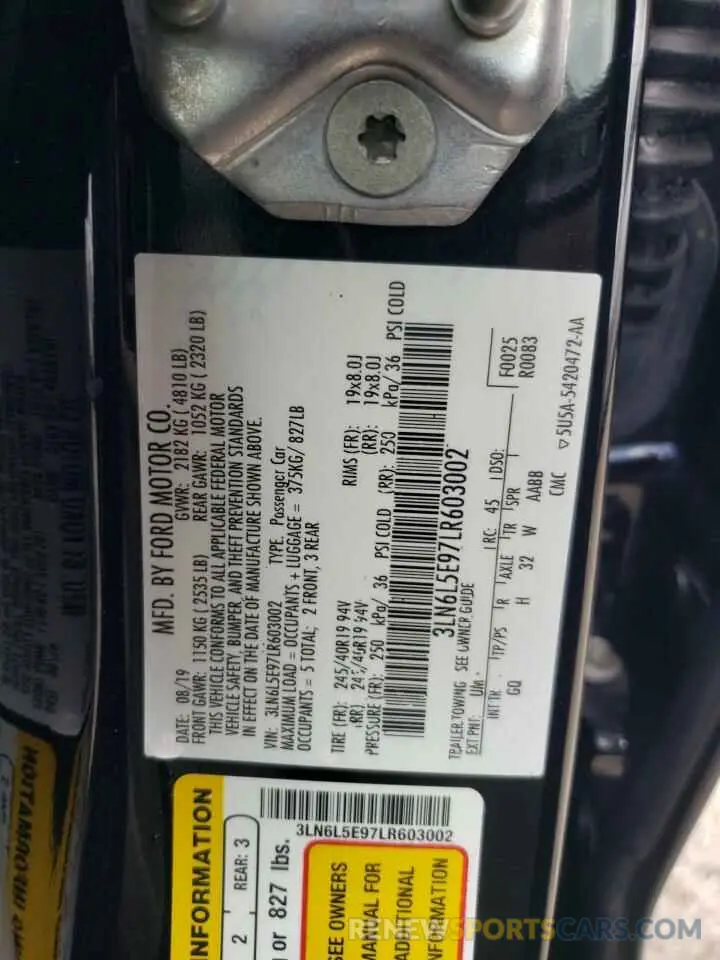 MFD. BY FORD MOTOR CO.
DATE: 08/19 GVWR: 2182 KG (4810 LB)
FRONT GAWR: 1150 KG (2535 LB) REAR GAWR: 1052 KG (2320 LB)
THIS VEHICLE CONFORMS TO ALL APPLICABLE FEDERAL MOTOR
VEHICLE SAFETY, BUMPER, AND THEFT PREVENTION STANDARDS
IN EFFECT ON THE DATE OF MANUFACTURE SHOWN ABOVE.
VIN: 3LN6L5E97LR603002 TYPE: Passenger Car
MAXIMUM LOAD = OCCUPANTS + LUGGAGE = 375KG/ 827LB
OCCUPANTS = 5 TOTAL; 2 FRONT, 3 REAR
TIRE (FR): 245/40R19 94V RIMS (FR): 19x8.0J
(RR) 245/40R19 94V (RR): 19x8.0J
PRESSURE (FR): 250 kPa/ 36 PSI COLD (RR): 250 kPa/ 36 PSI COLD
3LN6L5E97LR603002
TRAILER TOWING SEE OWNER GUIDE
EXT PNT: UM RC: 45 DSO: F0025
R0083
INT TR TP/PS R AXLE TR SPR
GQ H 32 W AABB
CMC
5U5A-5420472-AA
3LN6L5E97LR603002
INFORMATION
2 REAR: 3
or 827 lbs.
SEE OWNERS
MANUAL FOR
ADDITIONAL
INFORMATION
RENEWSPORTSCARS.COM